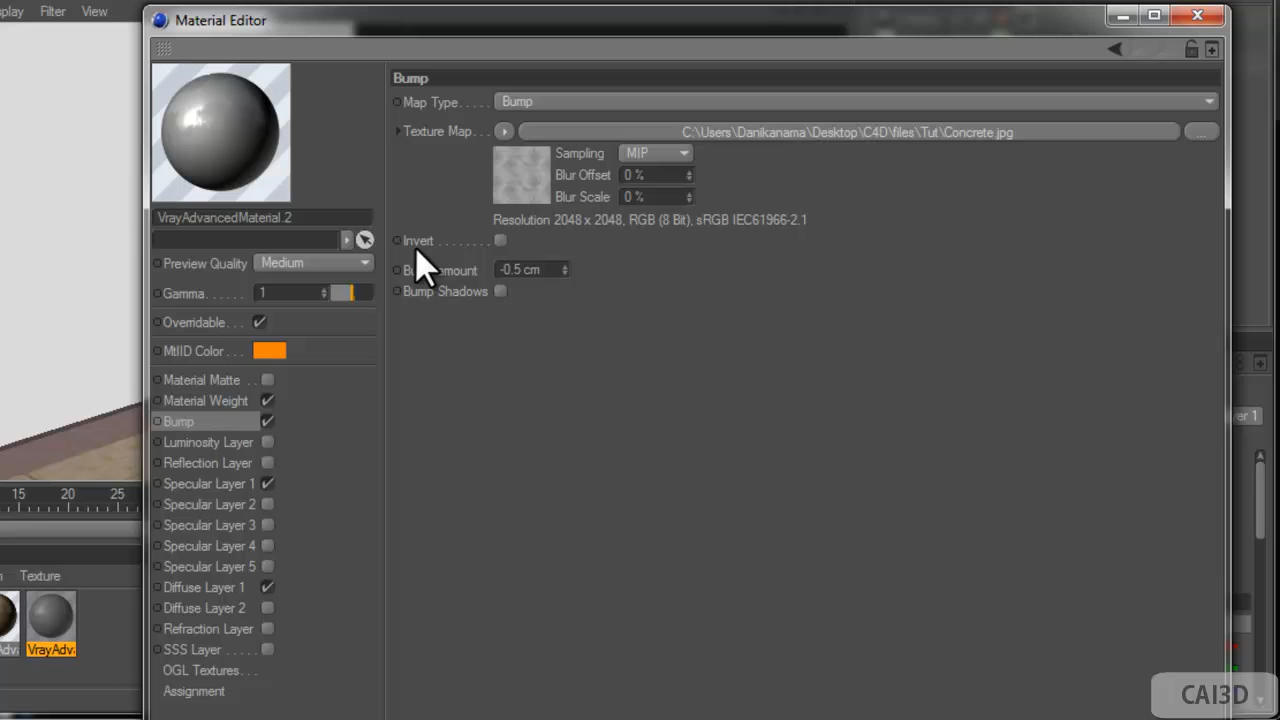 splay Filter View
Material Editor
Bump
Map Type. . . . . Bump
Texture Map. . . C:\Users\Danikanama\Desktop\C4D\files\Tut\Concrete.jpg ...
Sampling MIP
Blur Offset 0 %
Blur Scale 0 %
Resolution 2048 x 2048, RGB (8 Bit), sRGB IEC61966-2.1
Invert . . . . . . . .
-0.5 cm
Bump Shadows
VrayAdvancedMaterial.2
Preview Quality Medium
Gamma. . . . . . 1
Overridable. . .
MtlID Color . . .
Material Matte . .
Material Weight
Bump
Luminosity Layer
Reflection Layer
Specular Layer 1
Specular Layer 2
Specular Layer 3
Specular Layer 4
Specular Layer 5
Diffuse Layer 1
Diffuse Layer 2
Refraction Layer
SSS Layer . . . . .
OGL Textures. . .
Assignment
15 20 25
Texture
Adv: VrayAdv:
er 1
CAI3D